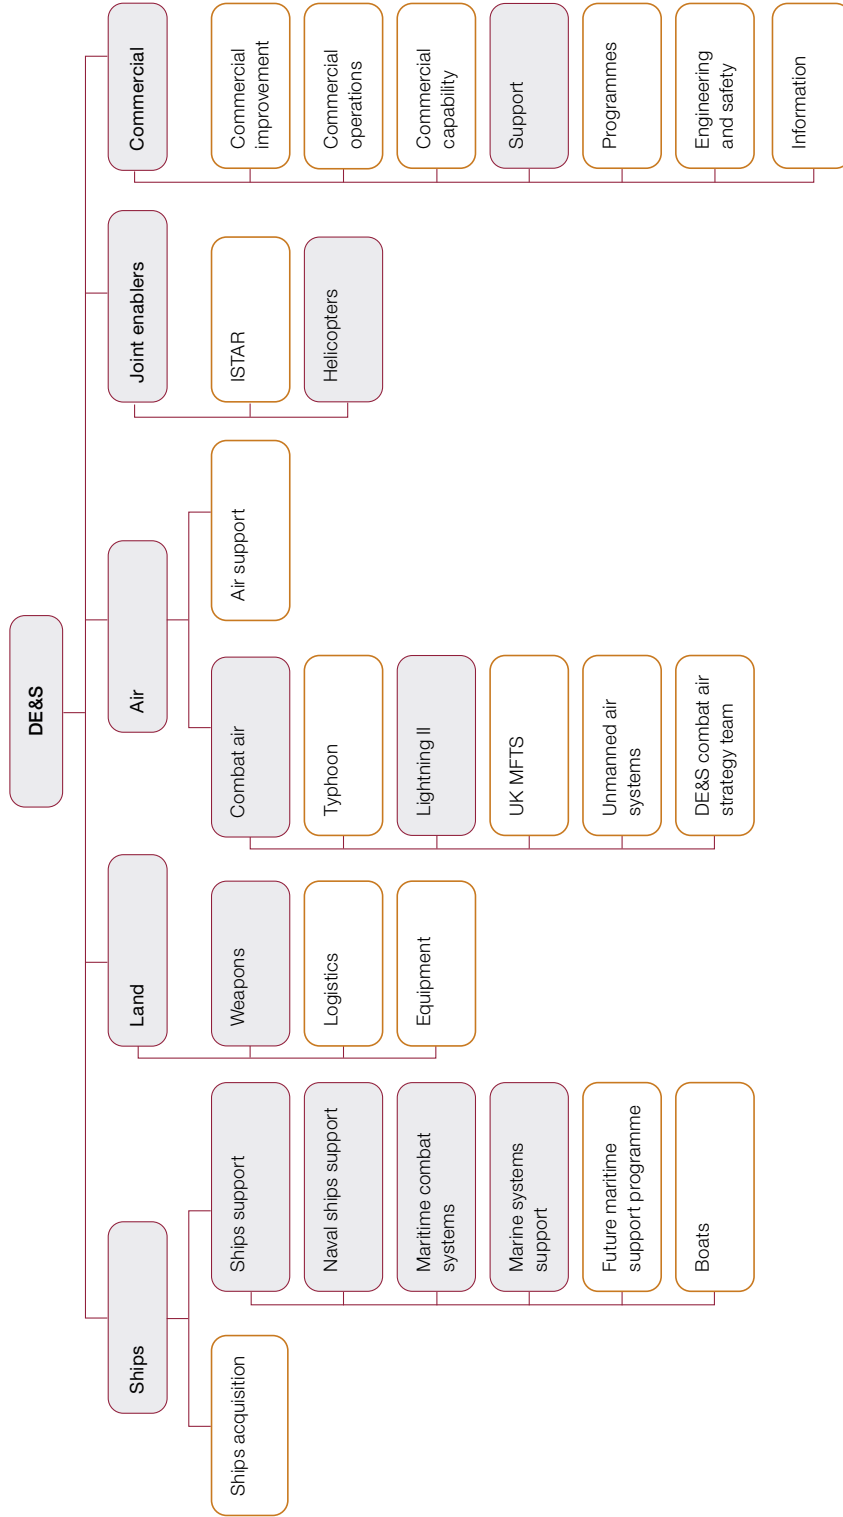 DE&S
Ships
Land
Air
Joint enablers
Commercial
Ships acquisition
Ships support
Naval ships support
Maritime combat
systems
Marine systems
support
Future maritime
support programme
Boats
Weapons
Logistics
Equipment
Combat air
Typhoon
Lightning II
UK MFTS
Unmanned air
systems
DE&S combat air
strategy team
Air support
ISTAR
Helicopters
Commercial
improvement
Commercial
operations
Commercial
capability
Support
Programmes
Engineering
and safety
Information